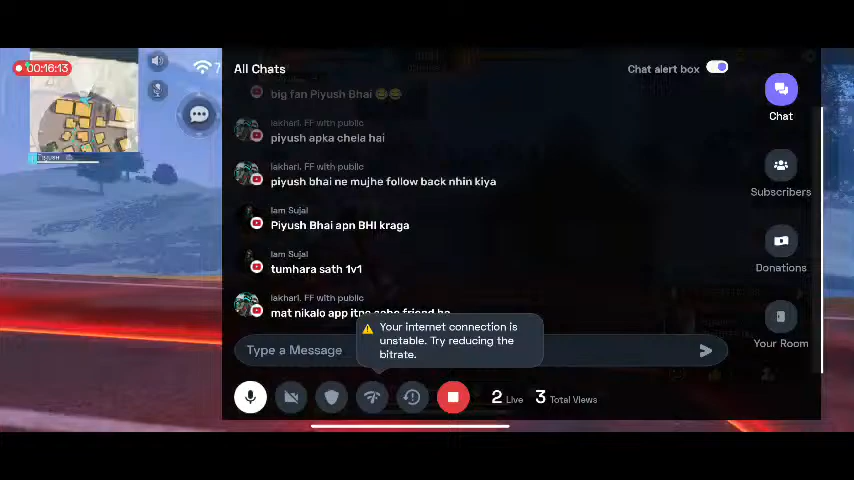 00:16:13
7
All Chats
Chat alert box
big fan Piyush Bhai 😂😂
lakhari. FF with public
piyush apka chela hai
lakhari. FF with public
piyush bhai ne mujhe follow back nhin kiya
Iam Sujal
Piyush Bhai apn BHI kraga
Iam Sujal
tumhara sath 1v1
lakhari. FF with public
mat nikalo app itne
Chat
Subscribers
Donations
Your Room
Your internet connection is
unstable. Try reducing the
bitrate.
Type a Message
2 Live 3 Total Views